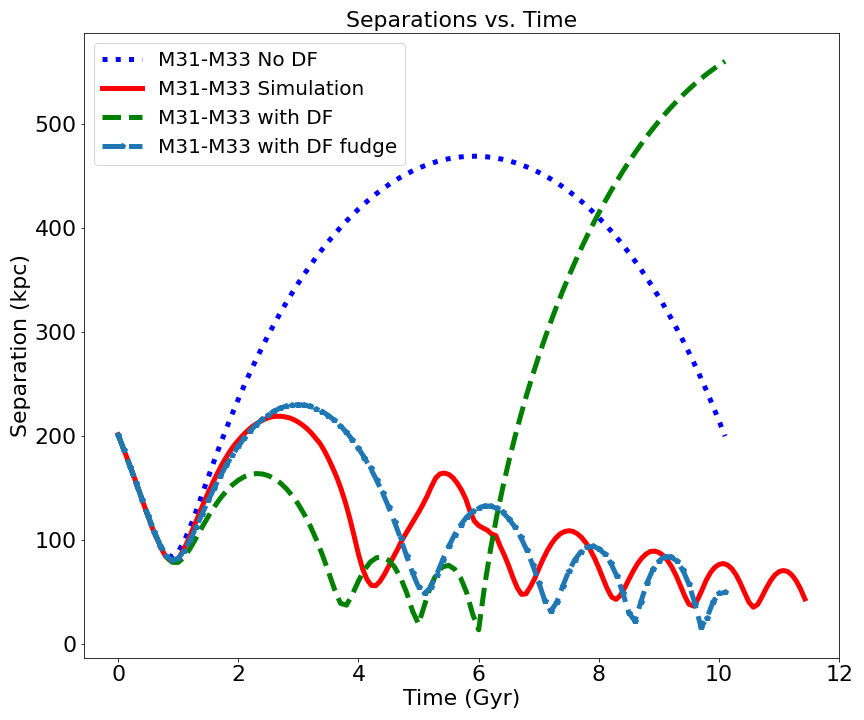 Separations vs. Time
M31-M33 No DF
M31-M33 Simulation
M31-M33 with DF
M31-M33 with DF fudge
Separation (kpc)
500
400
300
200
100
0
0 2 4 6 8 10 12
Time (Gyr)